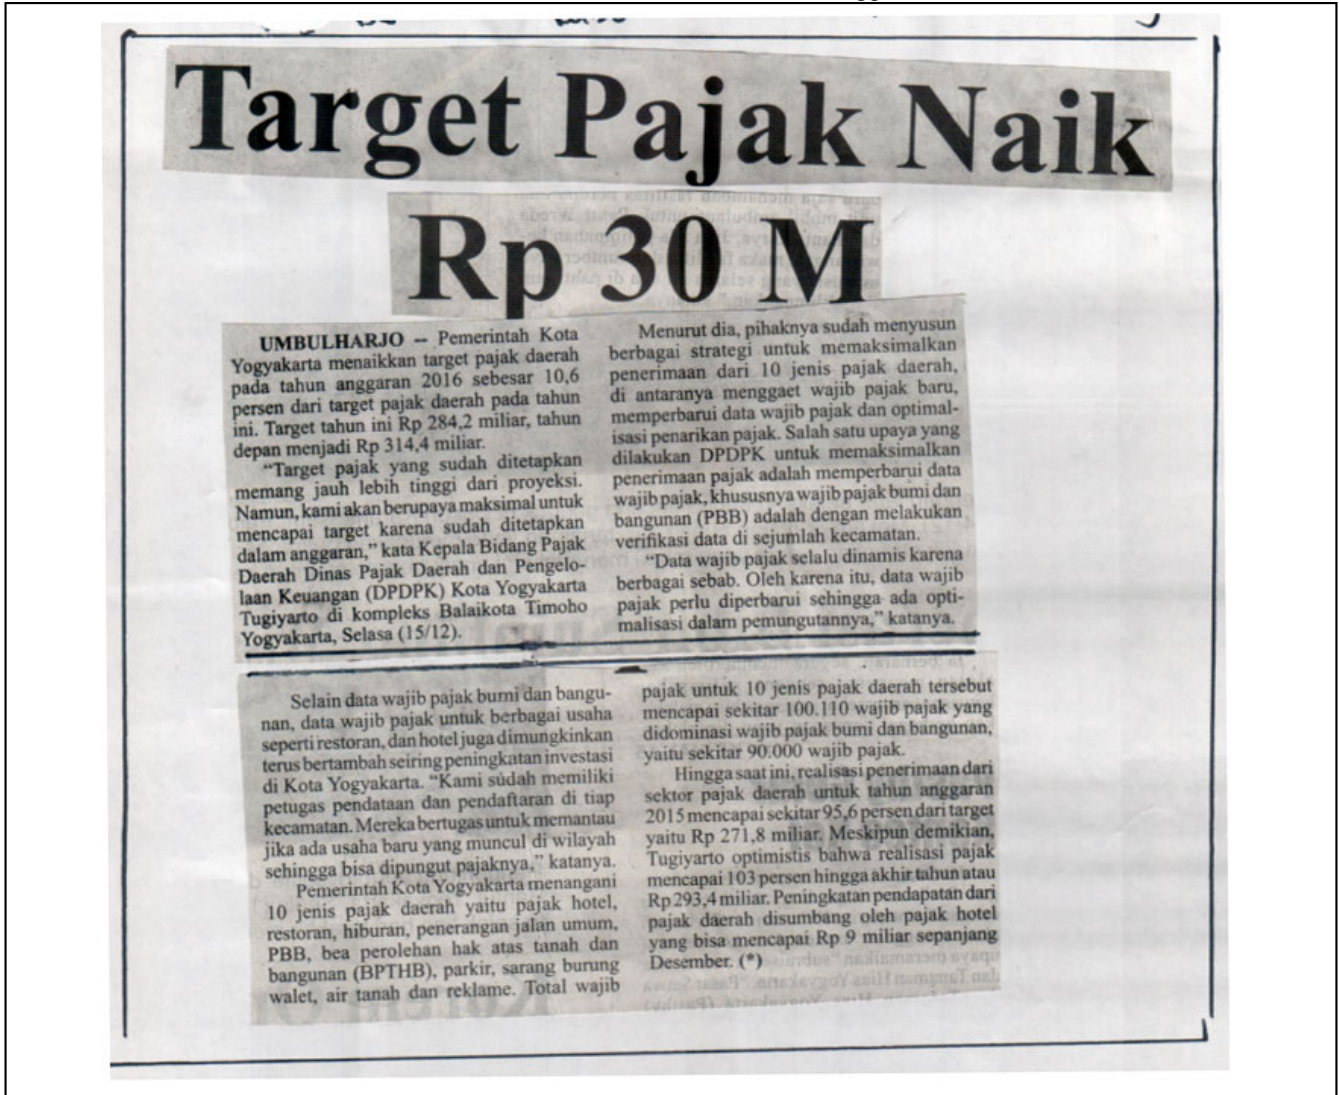 Target Pajak Naik
Rp 30 M
UMBULHARJO -- Pemerintah Kota
Yogyakarta menaikkan target pajak daerah
pada tahun anggaran 2016 sebesar 10,6
persen dari target pajak daerah pada tahun
ini. Target tahun ini Rp 284,2 miliar, tahun
depan menjadi Rp 314,4 miliar.
“Target pajak yang sudah ditetapkan
memang jauh lebih tinggi dari proyeksi.
Namun, kami akan berupaya maksimal untuk
mencapai target karena sudah ditetapkan
dalam anggaran,” kata Kepala Bidang Pajak
Daerah Dinas Pajak Daerah dan Pengelo-
laan Keuangan (DPDPK) Kota Yogyakarta
Tugiyarto di kompleks Balaikota Timoho
Yogyakarta, Selasa (15/12).
Menurut dia, pihaknya sudah menyusun
berbagai strategi untuk memaksimalkan
penerimaan dari 10 jenis pajak daerah,
di antaranya menggaet wajib pajak baru,
memperbarui data wajib pajak dan optimal-
isasi penarikan pajak. Salah satu upaya yang
dilakukan DPDPK untuk memaksimalkan
penerimaan pajak adalah memperbarui data
wajib pajak, khususnya wajib pajak bumi dan
bangunan (PBB) adalah dengan melakukan
verifikasi data di sejumlah kecamatan.
“Data wajib pajak selalu dinamis karena
berbagai sebab. Oleh karena itu, data wajib
pajak perlu diperbarui sehingga ada opti-
malisasi dalam pemungutannya,” katanya.
Selain data wajib pajak bumi dan bangu-
nan, data wajib pajak untuk berbagai usaha
seperti restoran, dan hotel juga dimungkinkan
terus bertambah seiring peningkatan investasi
di Kota Yogyakarta. “Kami sudah memiliki
petugas pendataan dan pendaftaran di tiap
kecamatan. Mereka bertugas untuk memantau
jika ada usaha baru yang muncul di wilayah
sehingga bisa dipungut pajaknya,” katanya.
Pemerintah Kota Yogyakarta menangani
10 jenis pajak daerah yaitu pajak hotel,
restoran, hiburan, penerangan jalan umum,
PBB, bea perolehan hak atas tanah dan
bangunan (BPTHB), parkir, sarang burung
walet, air tanah dan reklame. Total wajib
pajak untuk 10 jenis pajak daerah tersebut
mencapai sekitar 100.110 wajib pajak yang
didominasi wajib pajak bumi dan bangunan,
yaitu sekitar 90.000 wajib pajak.
Hingga saat ini, realisasi penerimaan dari
sektor pajak daerah untuk tahun anggaran
2015 mencapai sekitar 95,6 persen dari target
yaitu Rp 271,8 miliar. Meskipun demikian,
Tugiyarto optimistis bahwa realisasi pajak
mencapai 103 persen hingga akhir tahun atau
Rp 293,4 miliar. Peningkatan pendapatan dari
pajak daerah disumbang oleh pajak hotel
yang bisa mencapai Rp 9 miliar sepanjang
Desember. (*)